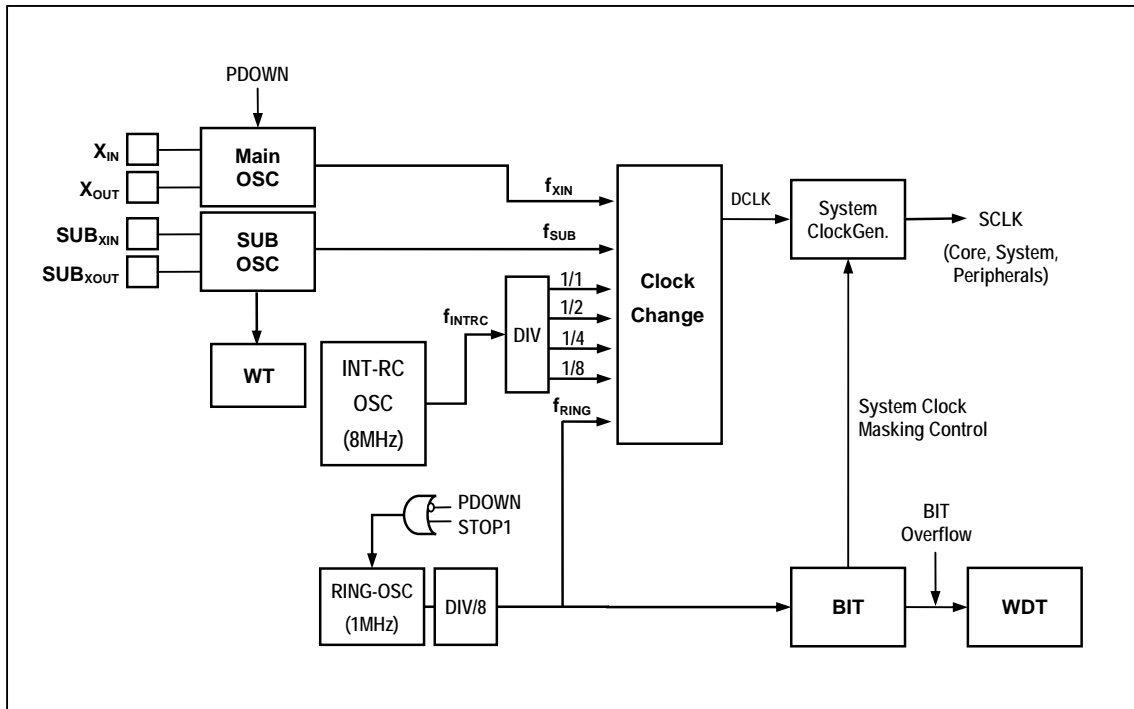 PDOWN
XIN
XOUT
Main
OSC
SUBXIN
SUBXOUT
SUB
OSC
WT
fXIN
fSUB
fINTRC
INT-RC
OSC
(8MHz)
DIV
1/1
1/2
1/4
1/8
fRING
Clock
Change
DCLK
System
ClockGen.
SCLK
(Core, System,
Peripherals)
System Clock
Masking Control
PDOWN
STOP1
RING-OSC
(1MHz)
DIV/8
BIT
BIT
Overflow
WDT